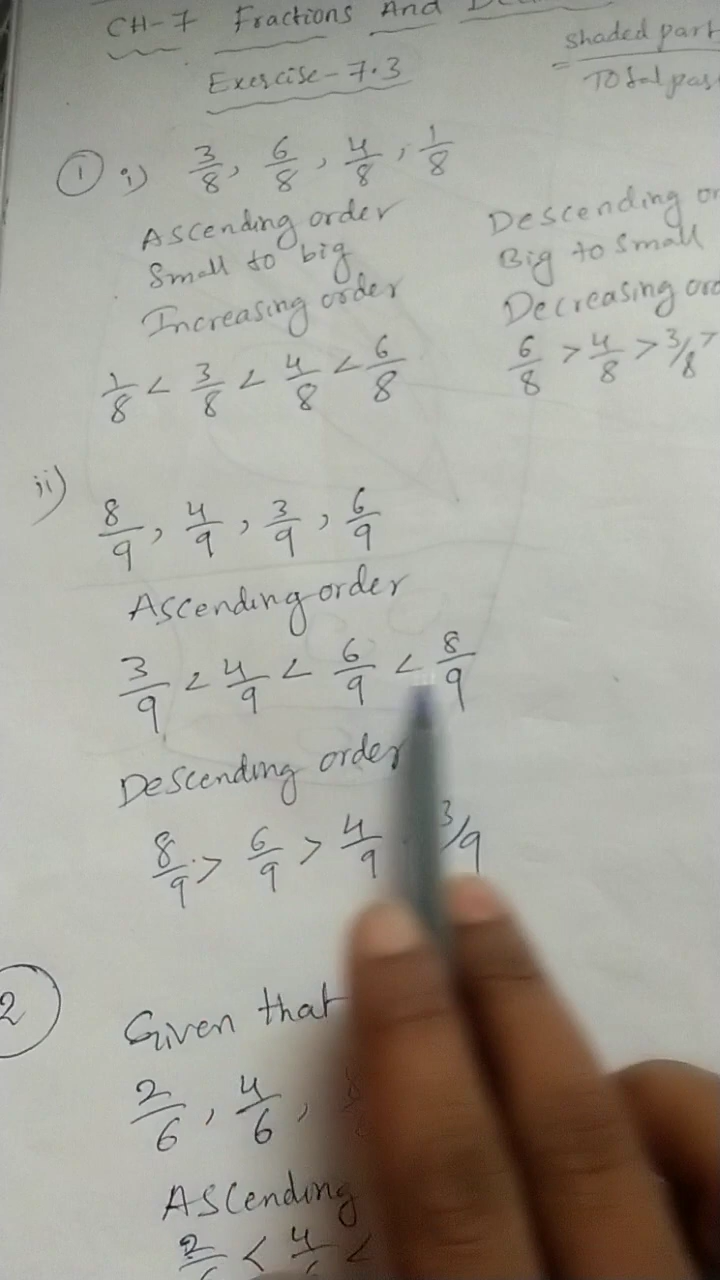 CH-7 Fractions And
Exercise-7.3
shaded part
=
① i) 3/8, 6/8, 4/8, 1/8
Ascending order
Small to big
Increasing order
1/8 < 3/8 < 4/8 < 6/8
Descending
Big to Small
Decreasing
6/8 > 4/8 > 3/8 >
ii)
8/9, 4/9, 3/9, 6/9
Ascending order
3/9 < 4/9 < 6/9 < 8/9
Descending order
8/9 > 6/9 > 4/9 3/9
2 Given that
2/6, 4/6,
Ascending
2 < 4 <